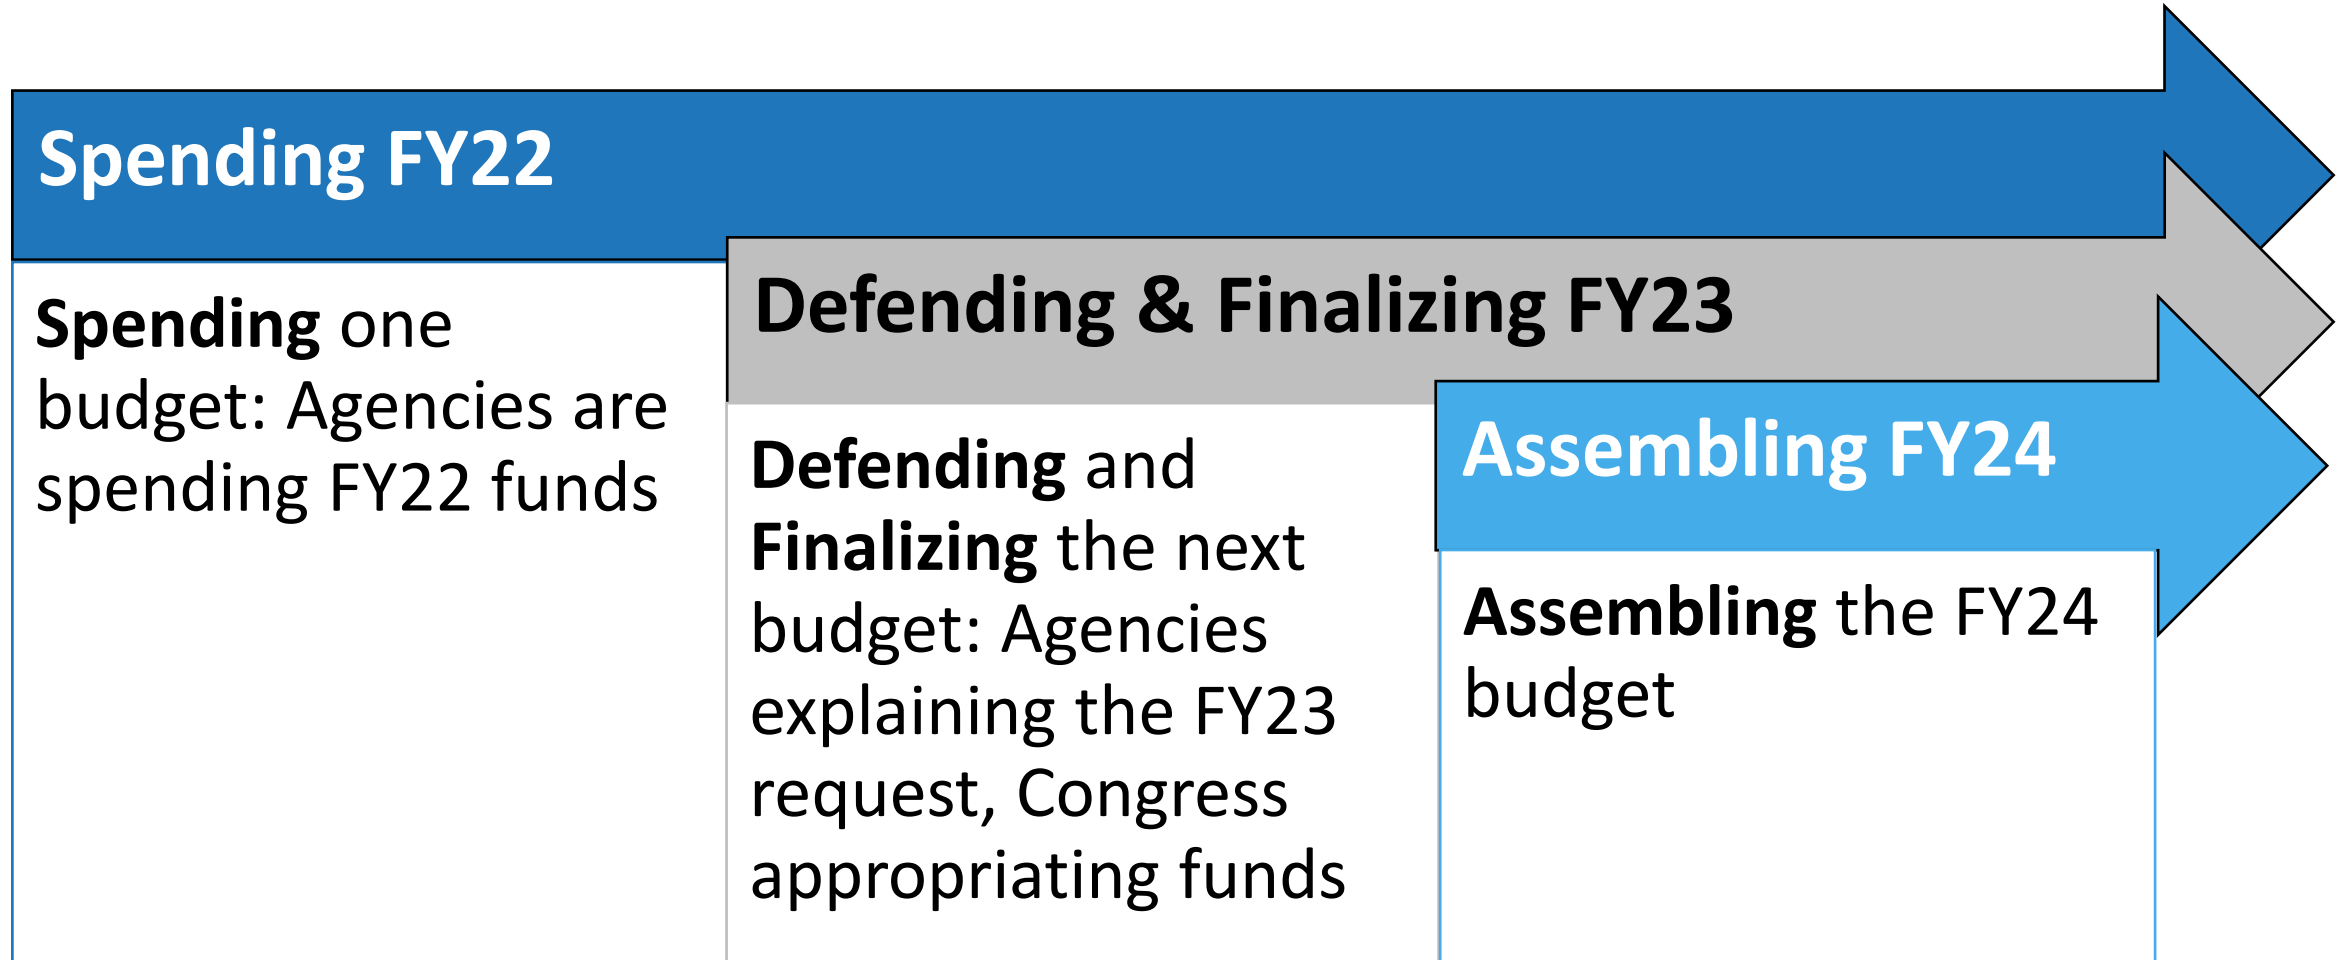 Spending FY22
Spending one
budget: Agencies are
spending FY22 funds
Defending & Finalizing FY23
Defending and
Finalizing the next
budget: Agencies
explaining the FY23
request, Congress
appropriating funds
Assembling FY24
Assembling the FY24
budget